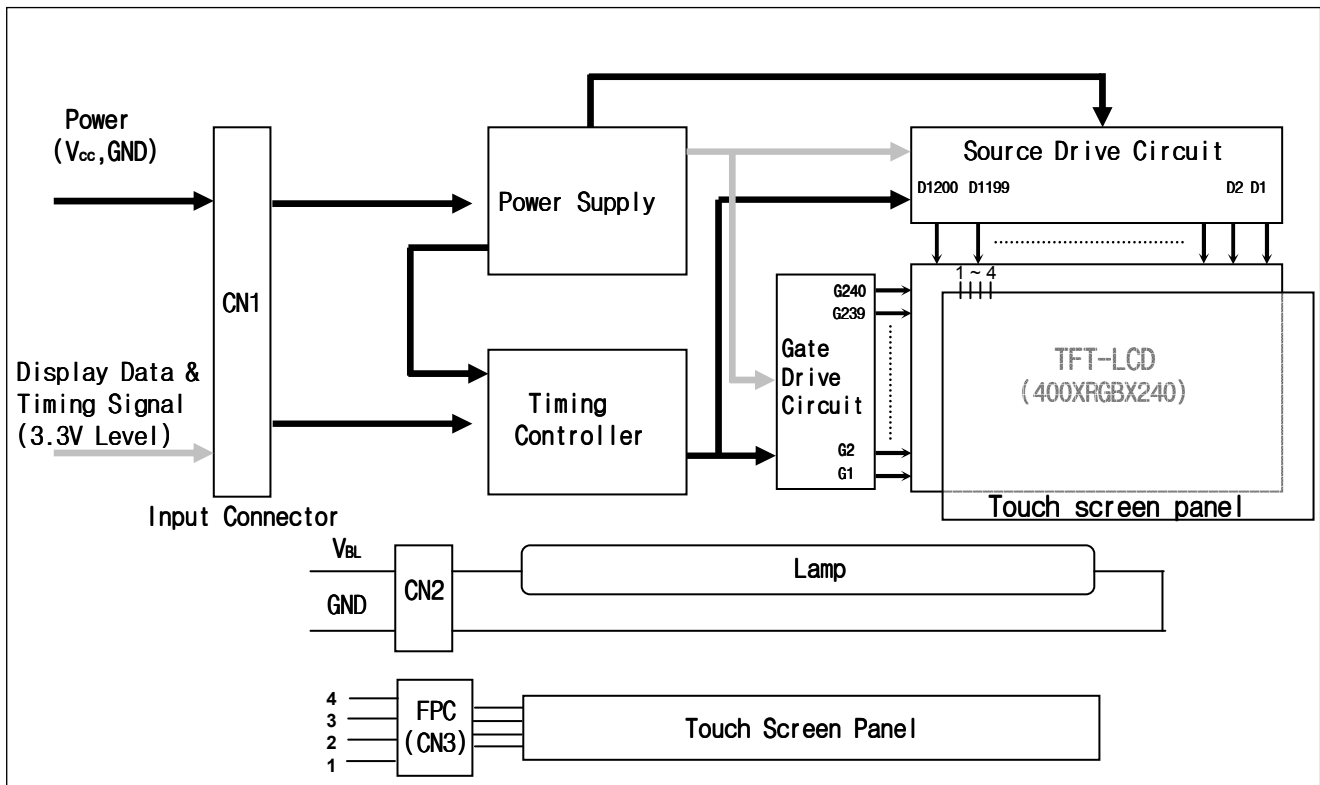 Power
(Vcc,GND)
CN1
Display Data &
Timing Signal
(3.3V Level)
Input Connector
Power Supply
Timing
Controller
Source Drive Circuit
D1200 D1199 D2 D1
1 ~ 4
G240
G239
Gate
Drive
Circuit
G2
G1
TFT-LCD
(400XRGBX240)
Touch screen panel
VBL
GND
CN2
Lamp
4
3
2
1
FPC
(CN3)
Touch Screen Panel